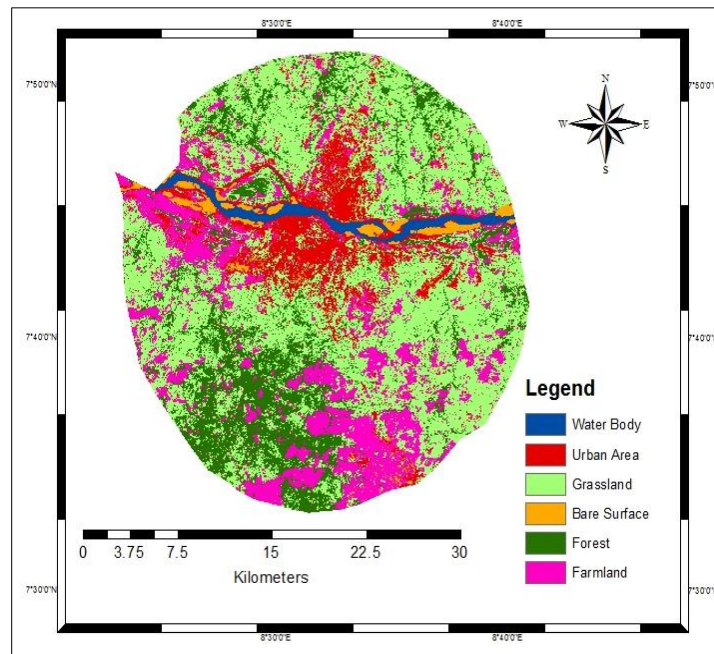 8°30'0"E 8°40'0"E
7°50'0"N 7°50'0"N
N
W E
S
7°40'0"N 7°40'0"N
Legend
Water Body
Urban Area
Grassland
Bare Surface
Forest
Farmland
0 3.75 7.5 15 22.5 30
Kilometers
7°30'0"N 7°30'0"N
8°30'0"E 8°40'0"E